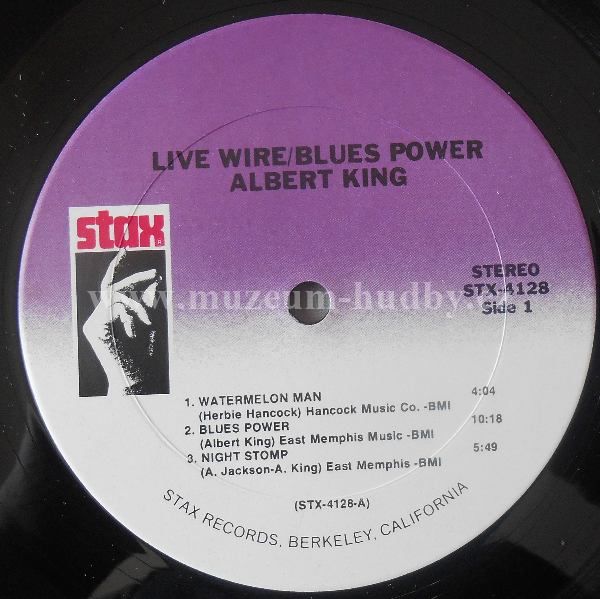 LIVE WIRE/BLUES POWER
ALBERT KING
stax
STEREO
STX-4128
Side 1
www.muzeum-hudby.cz
1. WATERMELON MAN 4:04
(Herbie Hancock) Hancock Music Co. -BMI
2. BLUES POWER 10:18
(Albert King) East Memphis Music -BMI
3. NIGHT STOMP 5:49
(A. Jackson-A. King) East Memphis -BMI
(STX-4128-A)
STAX RECORDS, BERKELEY, CALIFORNIA